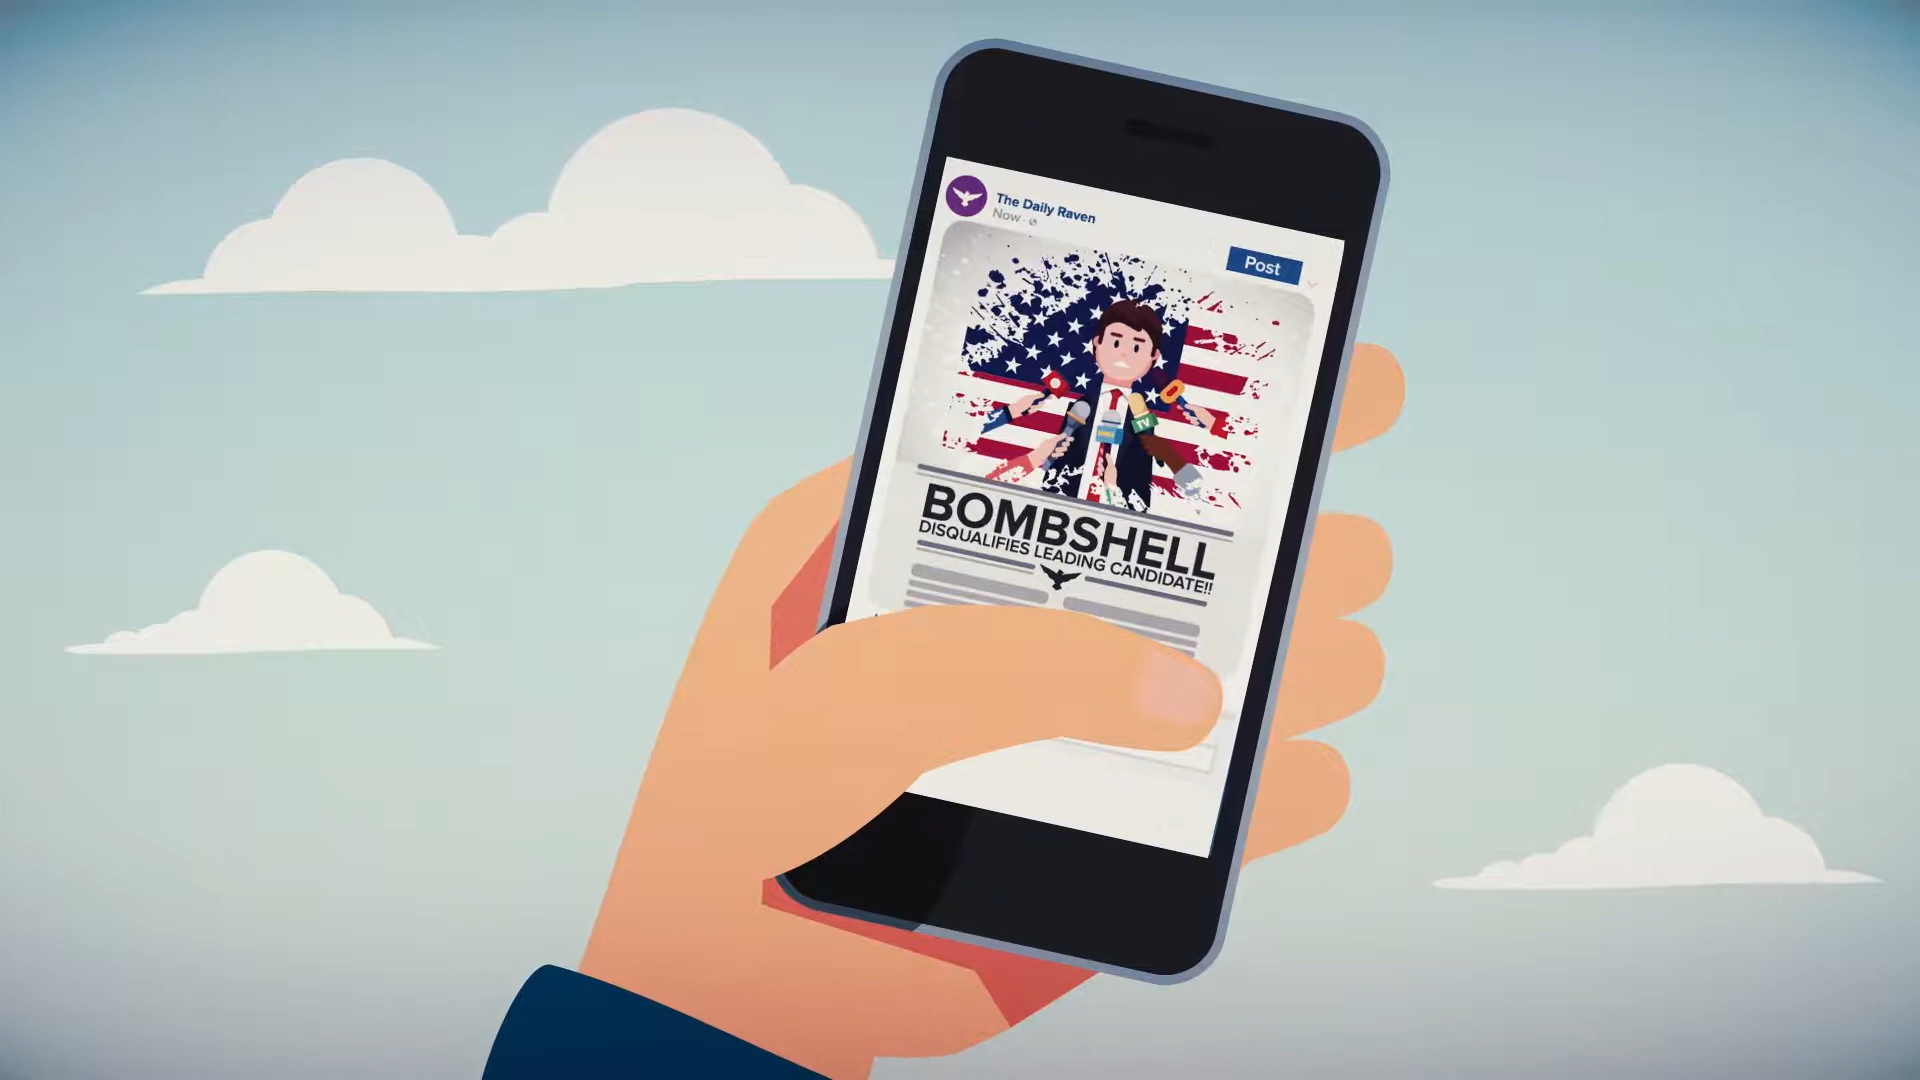 The Daily Raven
Now
Post
TV
BOMBSHELL
DISQUALIFIES LEADING CANDIDATE!!